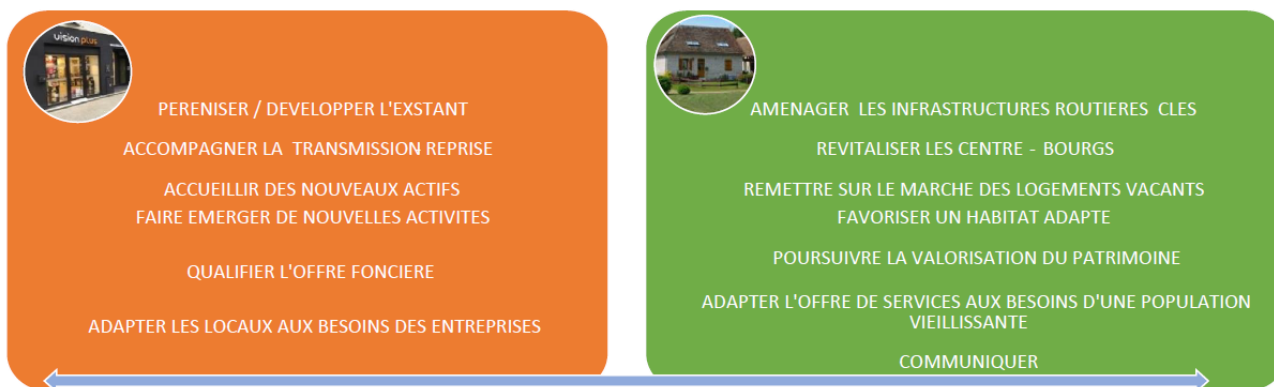 vision plus
PERENISER / DEVELOPPER L'EXSTANT
ACCOMPAGNER LA TRANSMISSION REPRISE
ACCUEILLIR DES NOUVEAUX ACTIFS
FAIRE EMERGER DE NOUVELLES ACTIVITES
QUALIFIER L'OFFRE FONCIERE
ADAPTER LES LOCAUX AUX BESOINS DES ENTREPRISES
AMENAGER LES INFRASTRUCTURES ROUTIERES CLES
REVITALISER LES CENTRE - BOURGS
REMETTRE SUR LE MARCHE DES LOGEMENTS VACANTS
FAVORISER UN HABITAT ADAPTE
POURSUIVRE LA VALORISATION DU PATRIMOINE
ADAPTER L'OFFRE DE SERVICES AUX BESOINS D'UNE POPULATION
VIEILLISSANTE
COMMUNIQUER